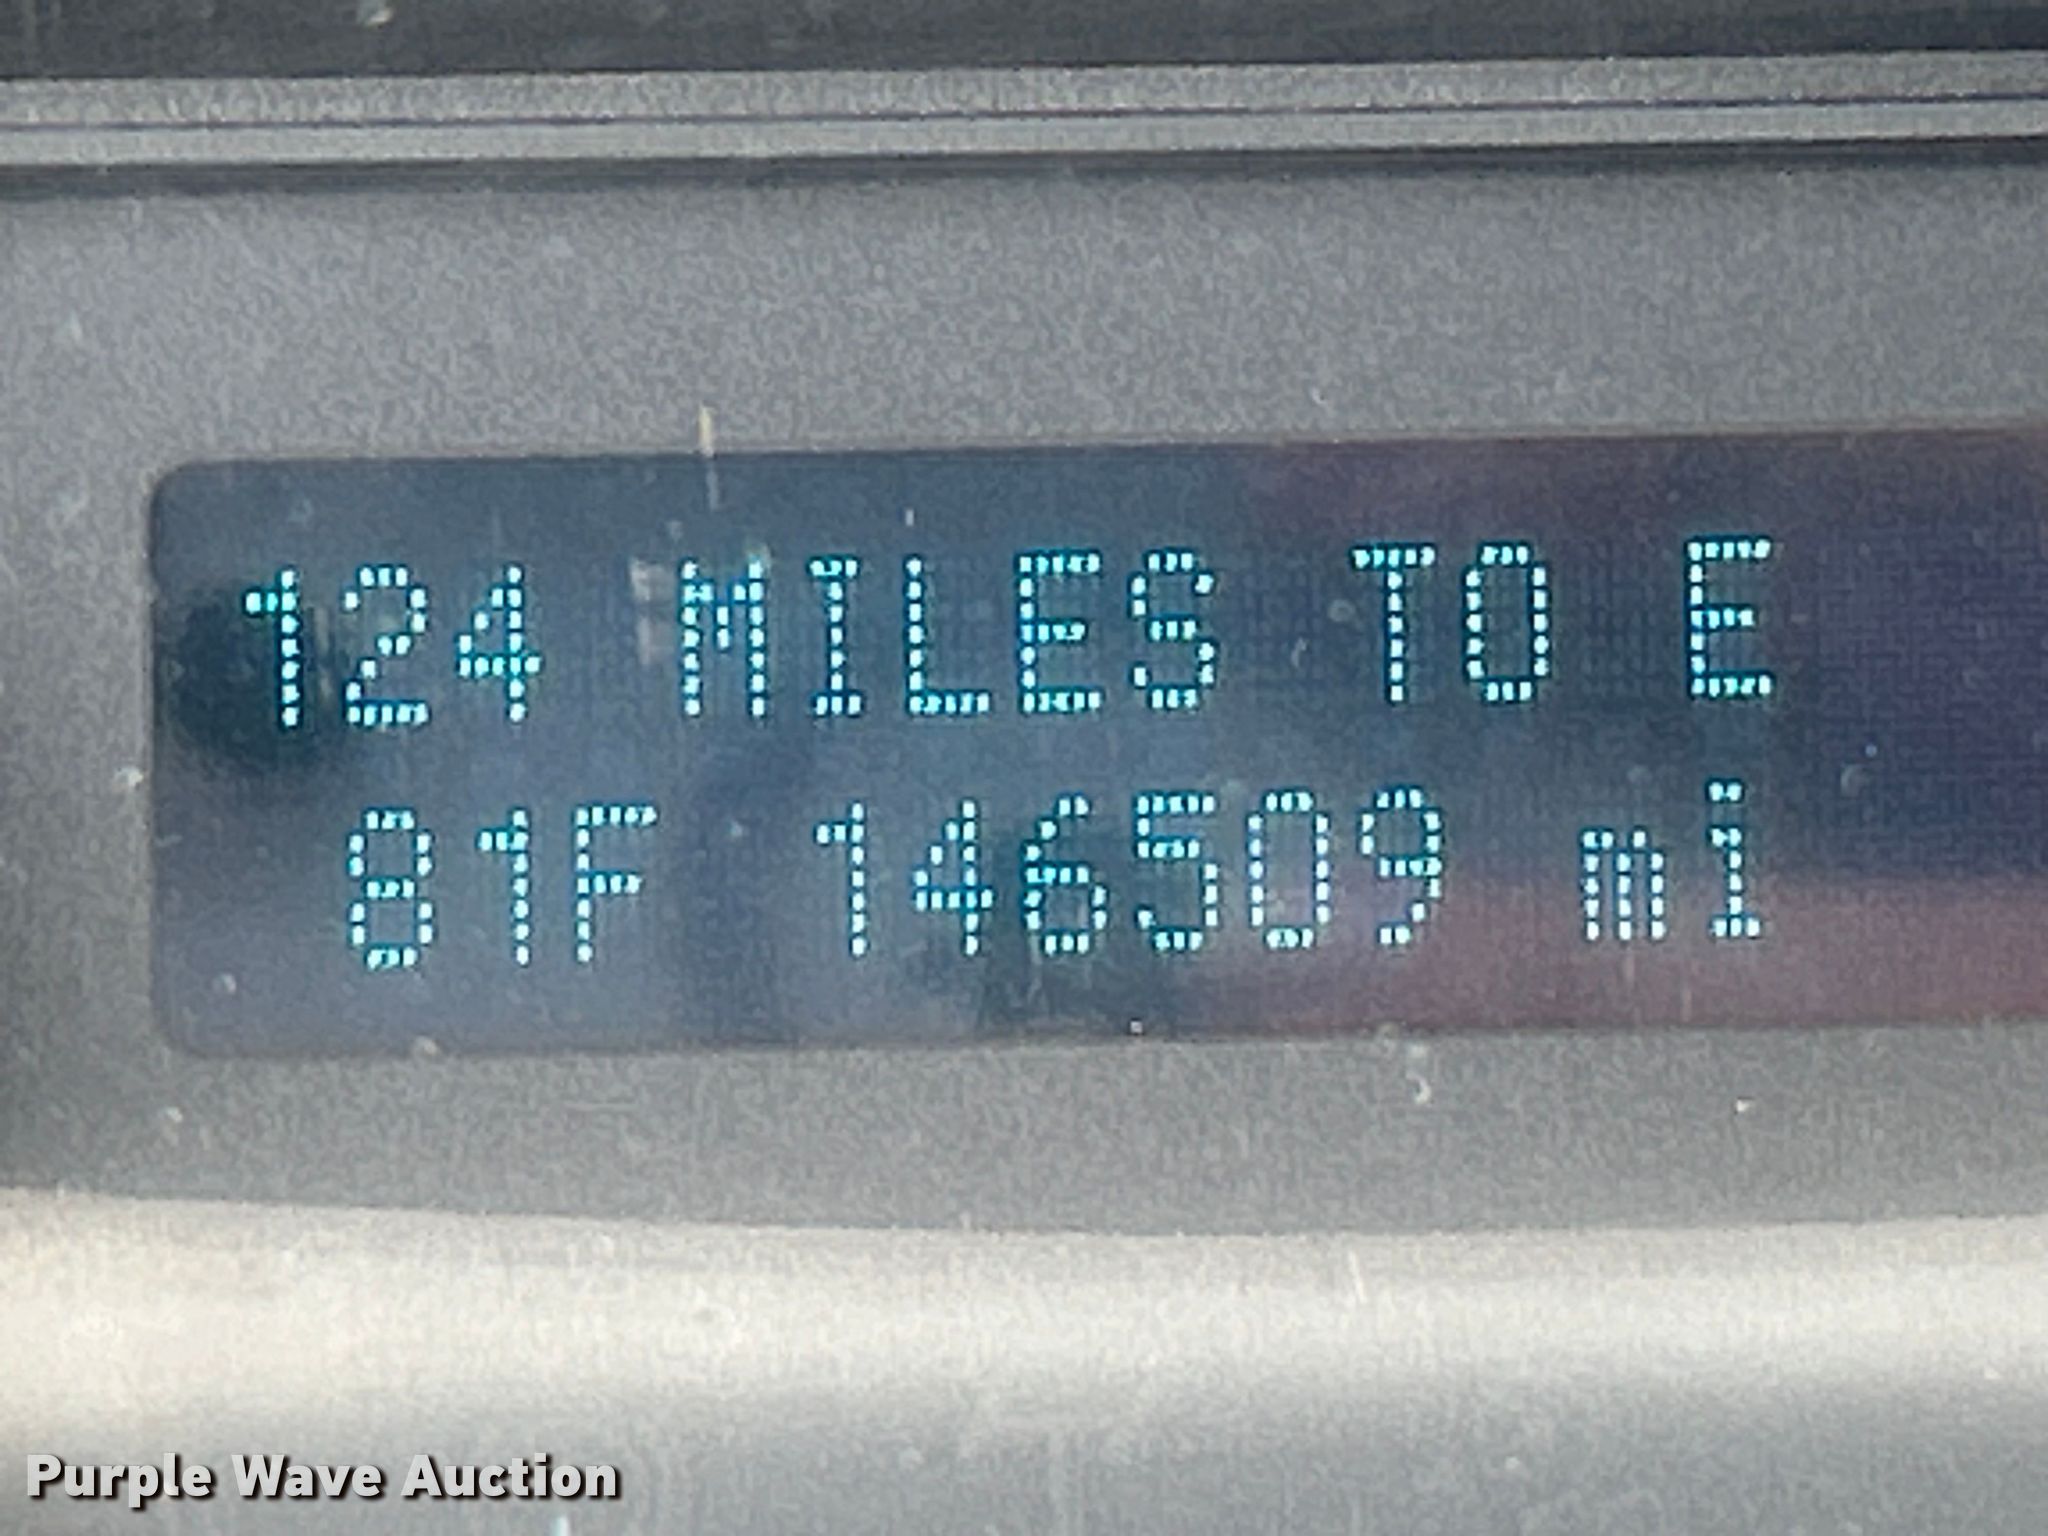 124 MILES TO E
81F 146509 mi
Purple Wave Auction